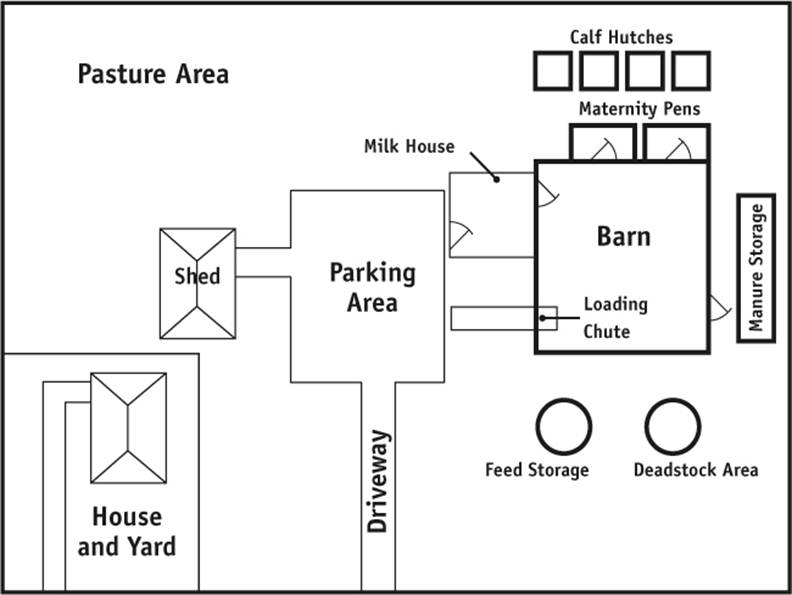 Calf Hutches
Pasture Area
Maternity Pens
Milk House
Barn
Manure Storage
Shed
Parking
Area
Loading
Chute
Driveway
Feed Storage
Deadstock Area
House
and Yard